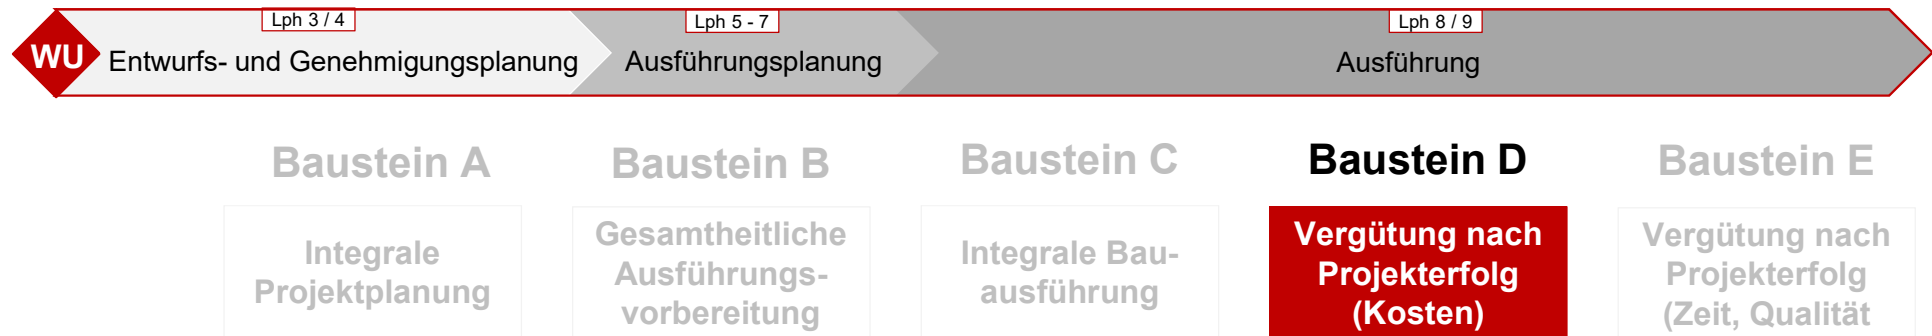 Lph 3 / 4
Lph 5 - 7
Lph 8 / 9
WU
Entwurfs- und Genehmigungsplanung
Ausführungsplanung
Ausführung
Baustein A
Baustein B
Baustein C
Baustein D
Baustein E
Integrale
Projektplanung
Gesamtheitliche
Ausführungs-
vorbereitung
Integrale Bau-
ausführung
Vergütung nach
Projekterfolg
(Kosten)
Vergütung nach
Projekterfolg
(Zeit, Qualität